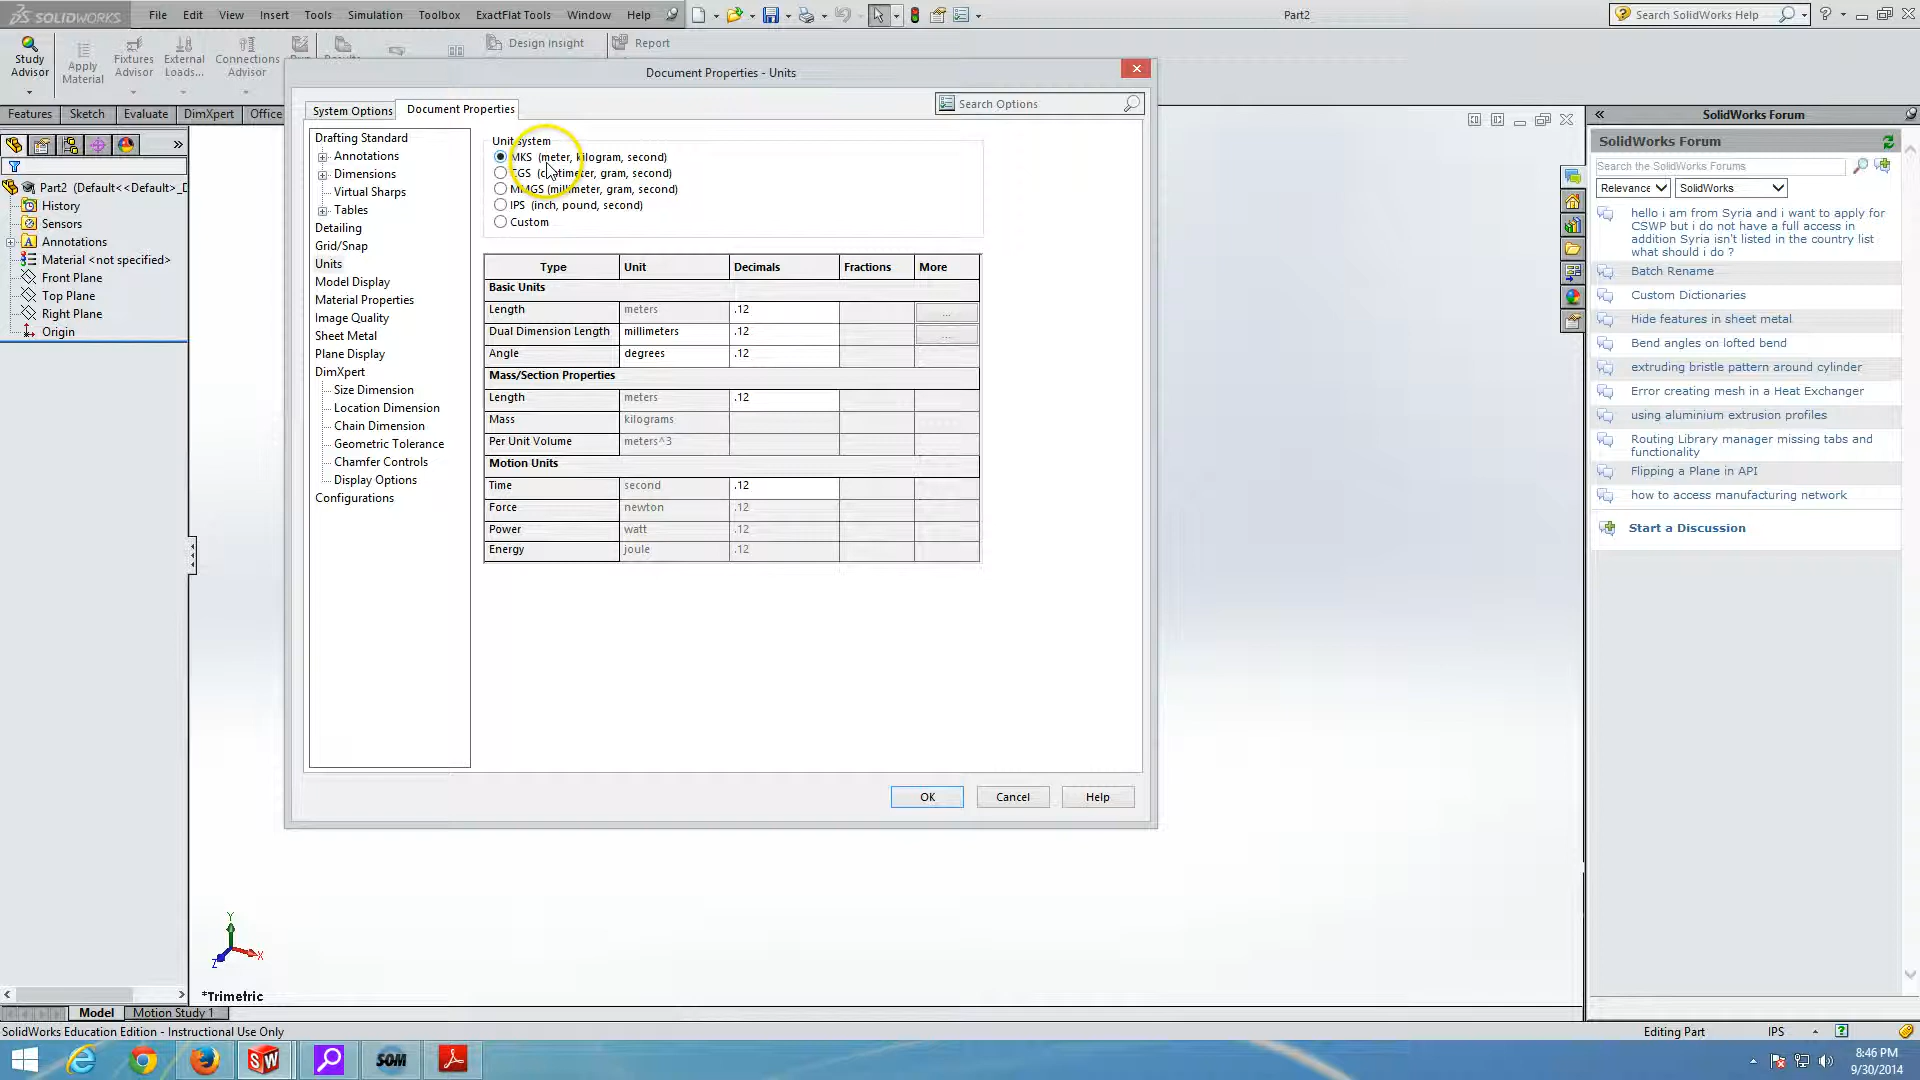 SOLIDWORKS
File
Edit
View
Insert
Tools
Simulation
Toolbox
ExactFlat Tools
Window
Help
Part2
Search SolidWorks Help
Study Advisor
Apply Material
Fixtures Advisor
External Loads...
Connections Advisor
Design Insight
Report
Features
Sketch
Evaluate
DimXpert
Office
Part2 (Default<<Default>_D
History
Sensors
Annotations
Material <not specified>
Front Plane
Top Plane
Right Plane
Origin
Document Properties - Units
System Options
Document Properties
Search Options
Drafting Standard
Annotations
Dimensions
Virtual Sharps
Tables
Detailing
Grid/Snap
Units
Model Display
Material Properties
Image Quality
Sheet Metal
Plane Display
DimXpert
Size Dimension
Location Dimension
Chain Dimension
Geometric Tolerance
Chamfer Controls
Display Options
Configurations
Unit system
MKS (meter, kilogram, second)
CGS (centimeter, gram, second)
MMGS (millimeter, gram, second)
IPS (inch, pound, second)
Custom
Type Unit Decimals Fractions More
Basic Units
Length meters .12 ...
Dual Dimension Length millimeters .12 ...
Angle degrees .12
Mass/Section Properties
Length meters .12
Mass kilograms
Per Unit Volume meters^3
Motion Units
Time second .12
Force newton .12
Power watt .12
Energy joule .12
OK
Cancel
Help
SolidWorks Forum
SolidWorks Forum
Search the SolidWorks Forums
Relevance
SolidWorks
hello i am from Syria and i want to apply for
CSWP but i do not have a full access in
addition Syria isn't listed in the country list
what should i do ?
Batch Rename
Custom Dictionaries
Hide features in sheet metal
Bend angles on lofted bend
extruding bristle pattern around cylinder
Error creating mesh in a Heat Exchanger
using aluminium extrusion profiles
Routing Library manager missing tabs and
functionality
Flipping a Plane in API
how to access manufacturing network
Start a Discussion
Y
X
Z
*Trimetric
Model
Motion Study 1
SolidWorks Education Edition - Instructional Use Only
Editing Part
IPS
SW
SOM
8:46 PM
9/30/2014